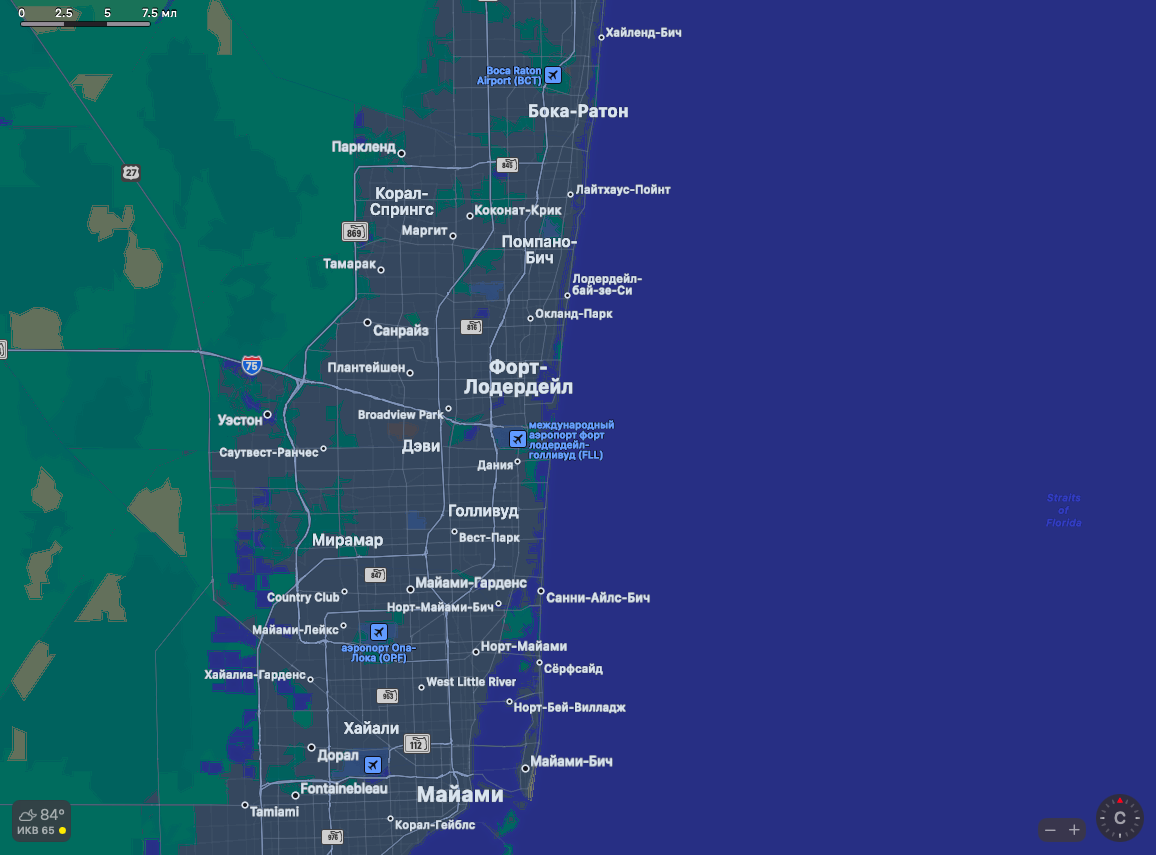 0 2.5 5 7.5 мл
Хайленд-Бич
Boca Raton
Airport (BCT)
Бока-Ратон
Паркленд
845
27
Лайтхаус-Пойнт
Корал-
Спрингс
Коконат-Крик
869
Маргит
Помпано-
Бич
Тамарак
Лодердейл-
бай-зе-Си
Окланд-Парк
Санрайз
816
75
Плантейшен
Форт-
Лодердейл
Broadview Park
Уэстон
международный
аэропорт форт
лодердейл-
голливуд (FLL)
Дэви
Саутвест-Ранчес
Дания
Straits
of
Florida
Голливуд
Вест-Парк
Мирамар
847
Майами-Гарденс
Country Club
Санни-Айлс-Бич
Норт-Майами-Бич
Майами-Лейкс
аэропорт Опа-
Лока (OPF)
Норт-Майами
Сёрфсайд
Хайалиа-Гарденс
West Little River
953
Норт-Бей-Вилладж
Хайали
112
Дорал
Майами-Бич
Fontainebleau
Майами
Tamiami
Корал-Гейблс
976
84°
ИКВ 65
− +
С